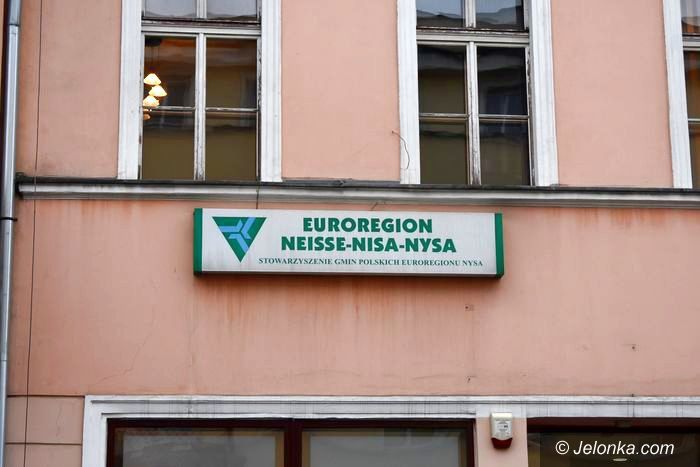 EUROREGION
NEISSE-NISA-NYSA
STOWARZYSZENIE GMIN POLSKICH EUROREGIONU NYSA
© Jelonka.com